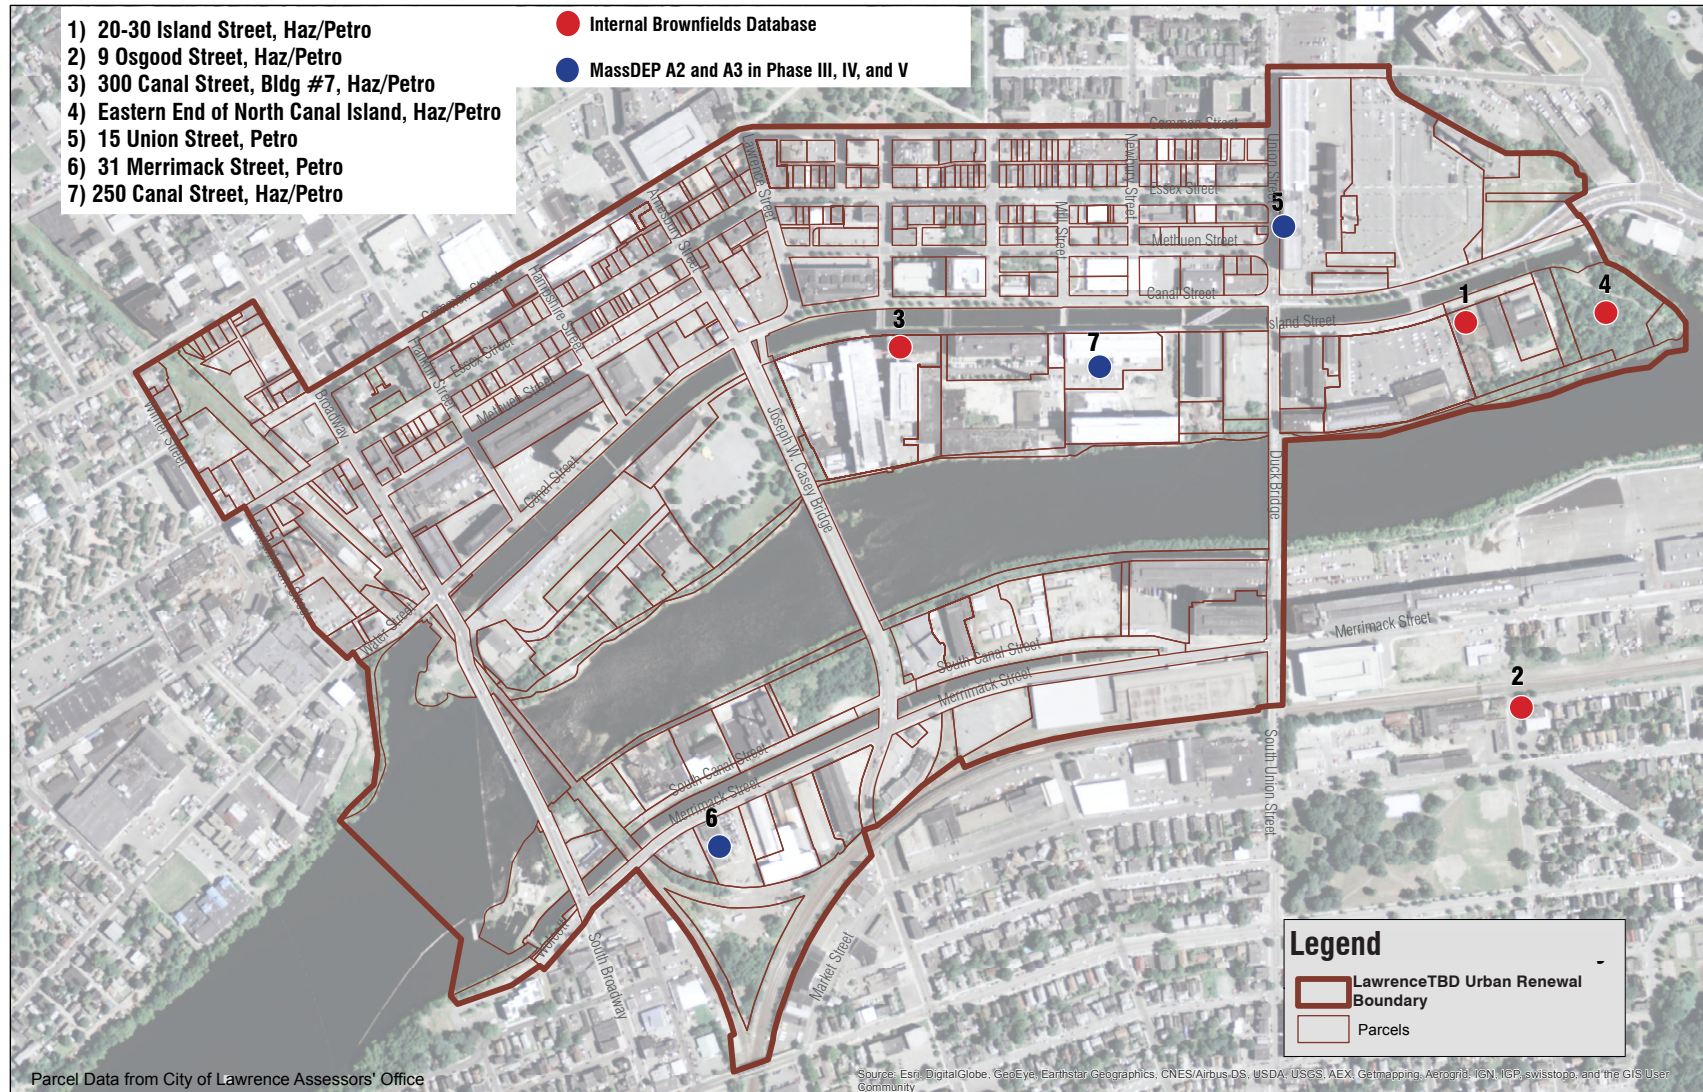 1) 20-30 Island Street, Haz/Petro
2) 9 Osgood Street, Haz/Petro
3) 300 Canal Street, Bldg #7, Haz/Petro
4) Eastern End of North Canal Island, Haz/Petro
5) 15 Union Street, Petro
6) 31 Merrimack Street, Petro
7) 250 Canal Street, Haz/Petro
Internal Brownfields Database
MassDEP A2 and A3 in Phase III, IV, and V
Common Street
Lawrence Street
Newbury Street
Union Street
Essex Street
Amesbury Street
5
Mill Street
Methuen Street
Common Street
Hampshire Street
Canal Street
4
1
3
Island Street
7
Essex Street
Franklin Street
Methuen Street
Broadway
Winter Street
Joseph W. Casey Bridge
Canal Street
Duck Bridge
Water Street
Merrimack Street
South Canal Street
Merrimack Street
2
South Canal Street
Merrimack Street
South Union Street
6
South Broadway
Market Street
Legend
LawrenceTBD Urban Renewal
Boundary
Parcels
Parcel Data from City of Lawrence Assessors' Office
Source: Esri, DigitalGlobe, GeoEye, Earthstar Geographics, CNES/Airbus DS, USDA, USGS, AEX, Getmapping, Aerogrid, IGN, IGP, swisstopo, and the GIS User
Community